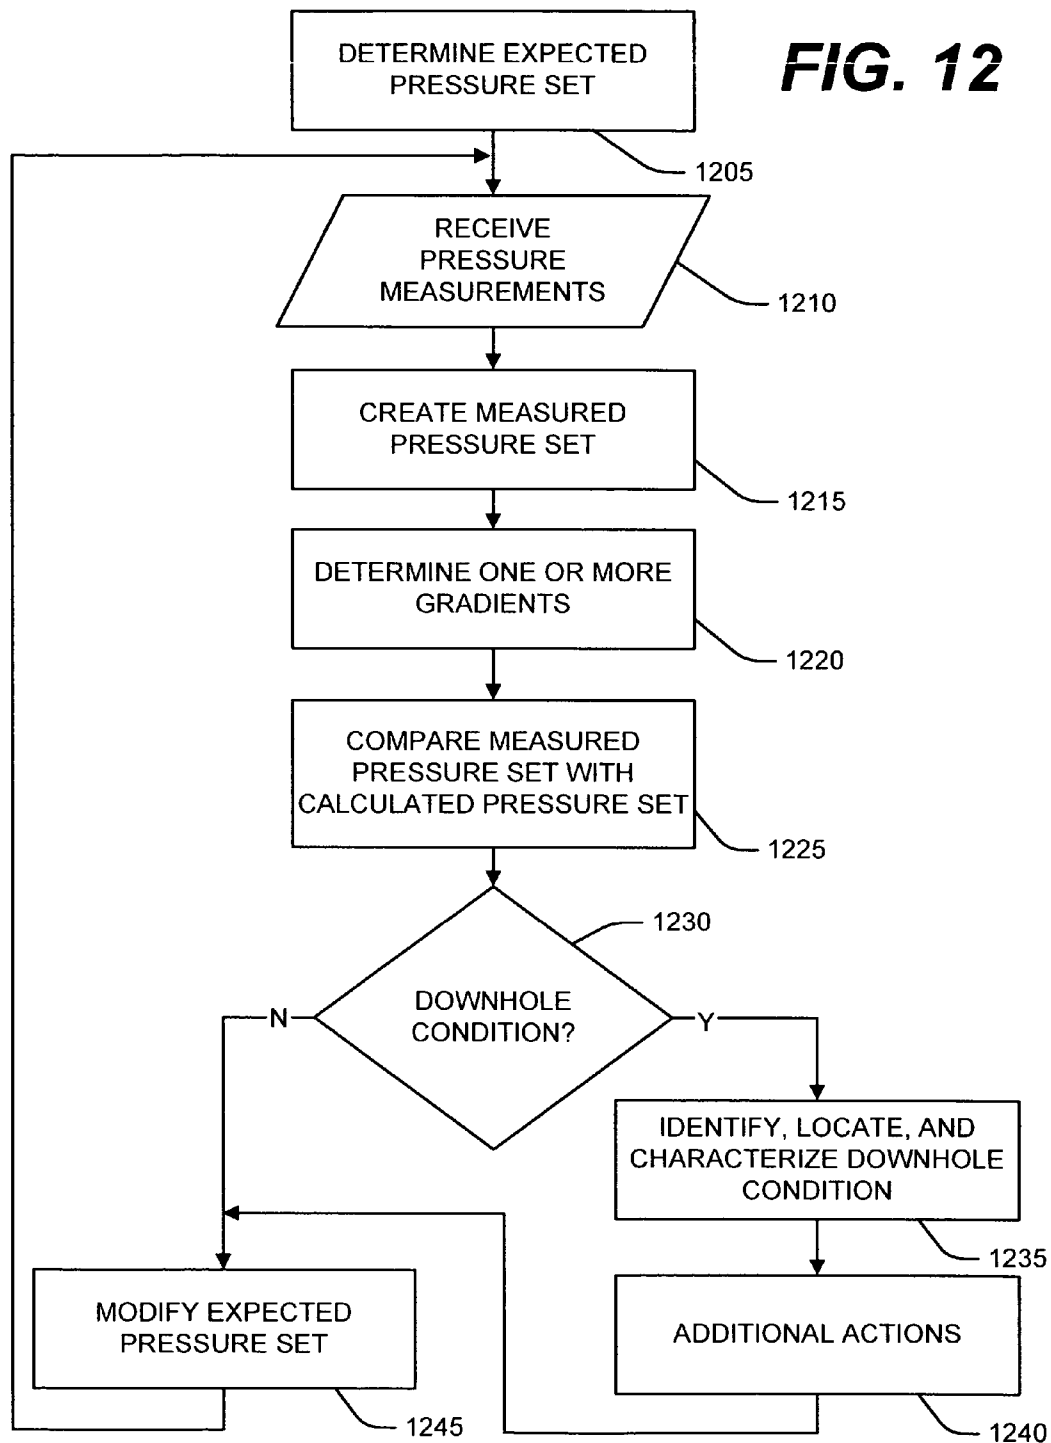 DETERMINE EXPECTED
PRESSURE SET
FIG. 12
1205
RECEIVE
PRESSURE
MEASUREMENTS
1210
CREATE MEASURED
PRESSURE SET
1215
DETERMINE ONE OR MORE
GRADIENTS
1220
COMPARE MEASURED
PRESSURE SET WITH
CALCULATED PRESSURE SET
1225
1230
DOWNHOLE
CONDITION?
N
Y
IDENTIFY, LOCATE, AND
CHARACTERIZE DOWNHOLE
CONDITION
1235
MODIFY EXPECTED
PRESSURE SET
1245
ADDITIONAL ACTIONS
1240